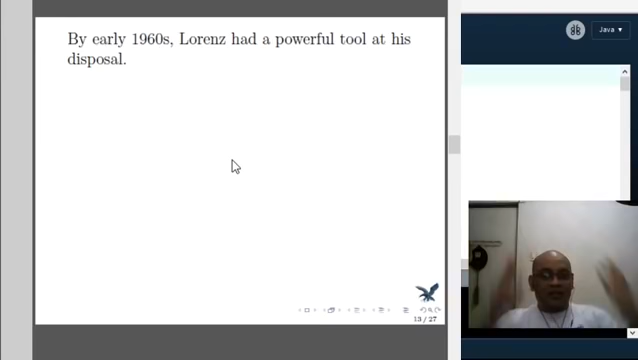 By early 1960s, Lorenz had a powerful tool at his
disposal.
13 / 27
Java